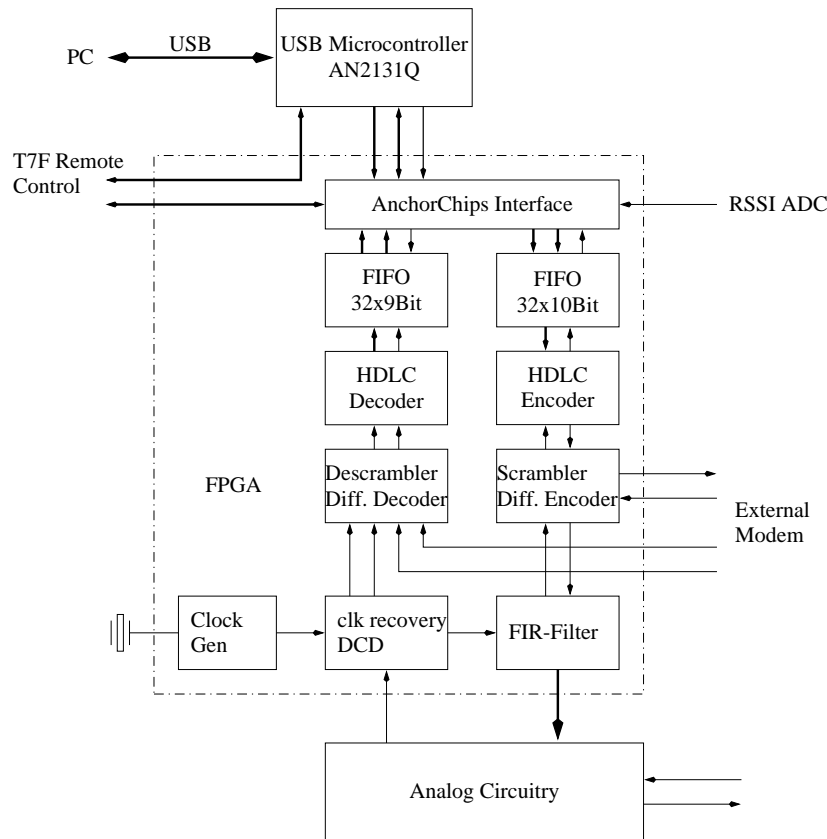 USB Microcontroller
AN2131Q
PC
USB
T7F Remote
Control
AnchorChips Interface
RSSI ADC
FIFO
32x9Bit
FIFO
32x10Bit
HDLC
Decoder
HDLC
Encoder
FPGA
Descrambler
Diff. Decoder
Scrambler
Diff. Encoder
External
Modem
Clock
Gen
clk recovery
DCD
FIR-Filter
Analog Circuitry